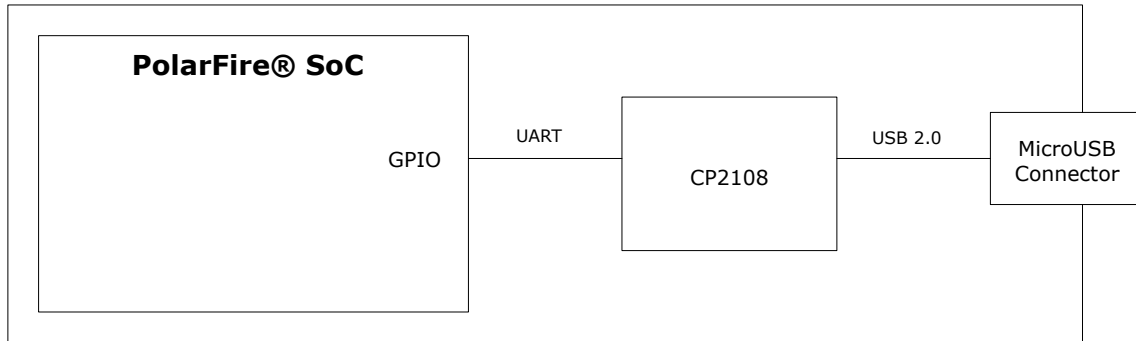 PolarFire® SoC
GPIO
UART
CP2108
USB 2.0
MicroUSB
Connector